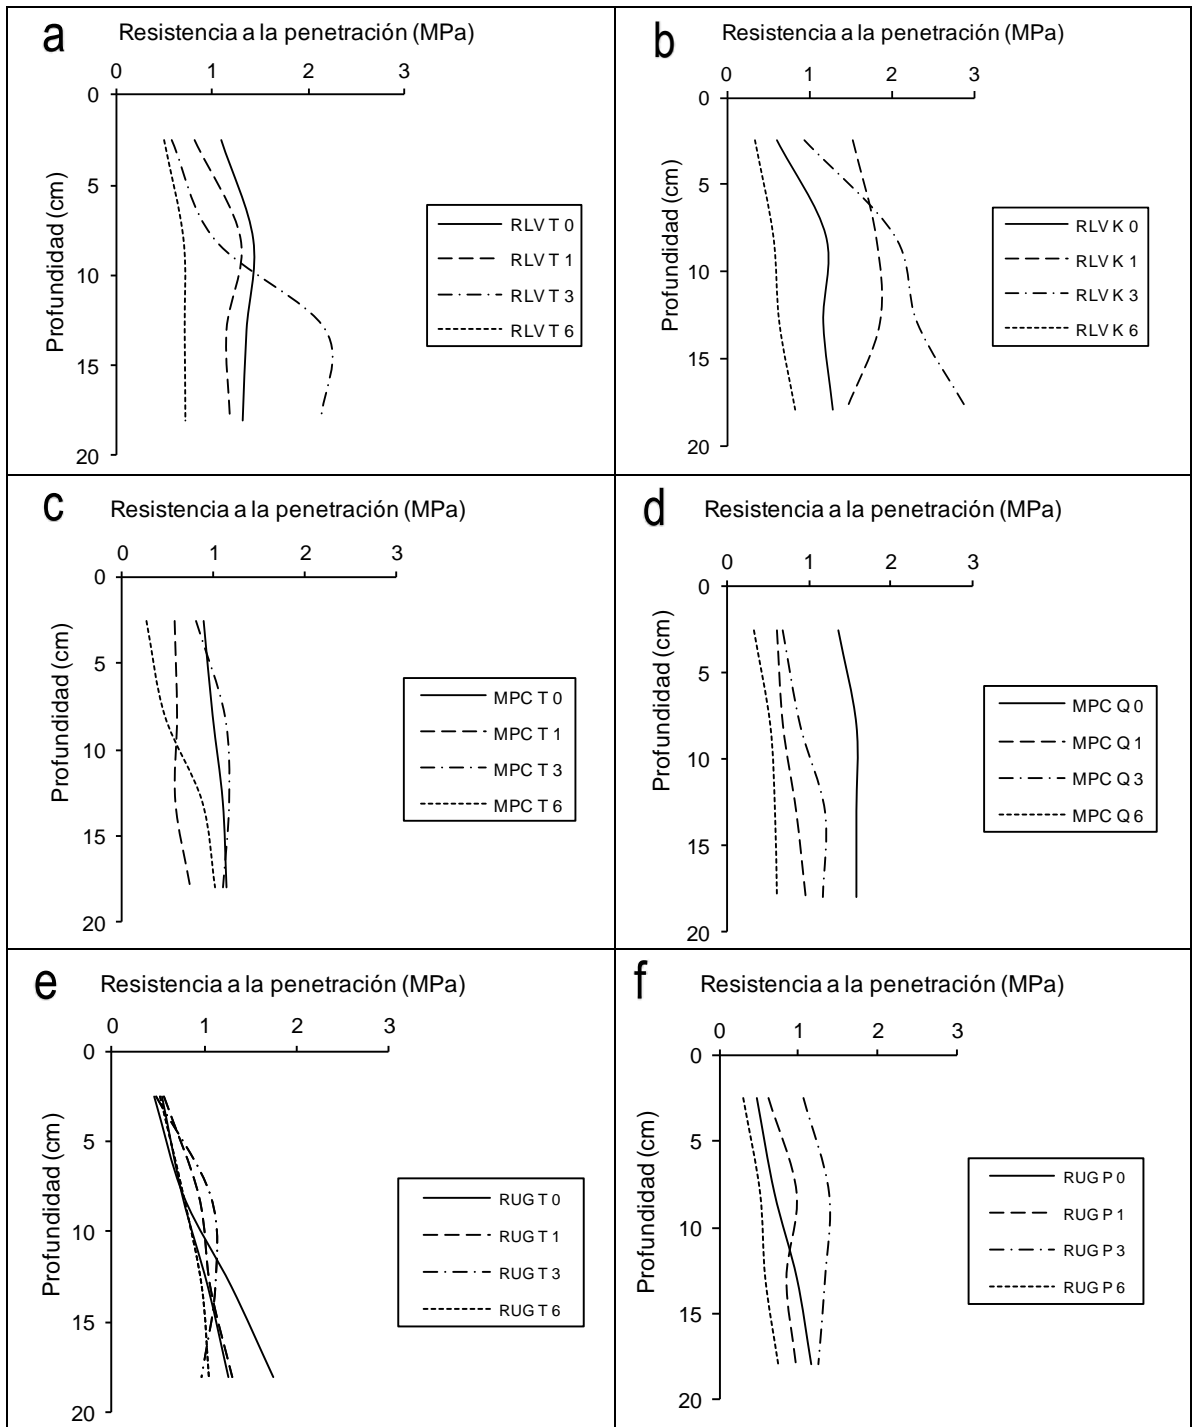 a
Resistencia a la penetración (MPa)
0 1 2 3
0
5
10
15
20
Profundidad (cm)
RLV T 0
RLV T 1
RLV T 3
RLV T 6
b
Resistencia a la penetración (MPa)
0 1 2 3
0
5
10
15
20
Profundidad (cm)
RLV K 0
RLV K 1
RLV K 3
RLV K 6
c
Resistencia a la penetración (MPa)
0 1 2 3
0
5
10
15
20
Profundidad (cm)
MPC T 0
MPC T 1
MPC T 3
MPC T 6
d
Resistencia a la penetración (MPa)
0 1 2 3
0
5
10
15
20
Profundidad (cm)
MPC Q 0
MPC Q 1
MPC Q 3
MPC Q 6
e
Resistencia a la penetración (MPa)
0 1 2 3
0
5
10
15
20
Profundidad (cm)
RUG T 0
RUG T 1
RUG T 3
RUG T 6
f
Resistencia a la penetración (MPa)
0 1 2 3
0
5
10
15
20
Profundidad (cm)
RUG P 0
RUG P 1
RUG P 3
RUG P 6